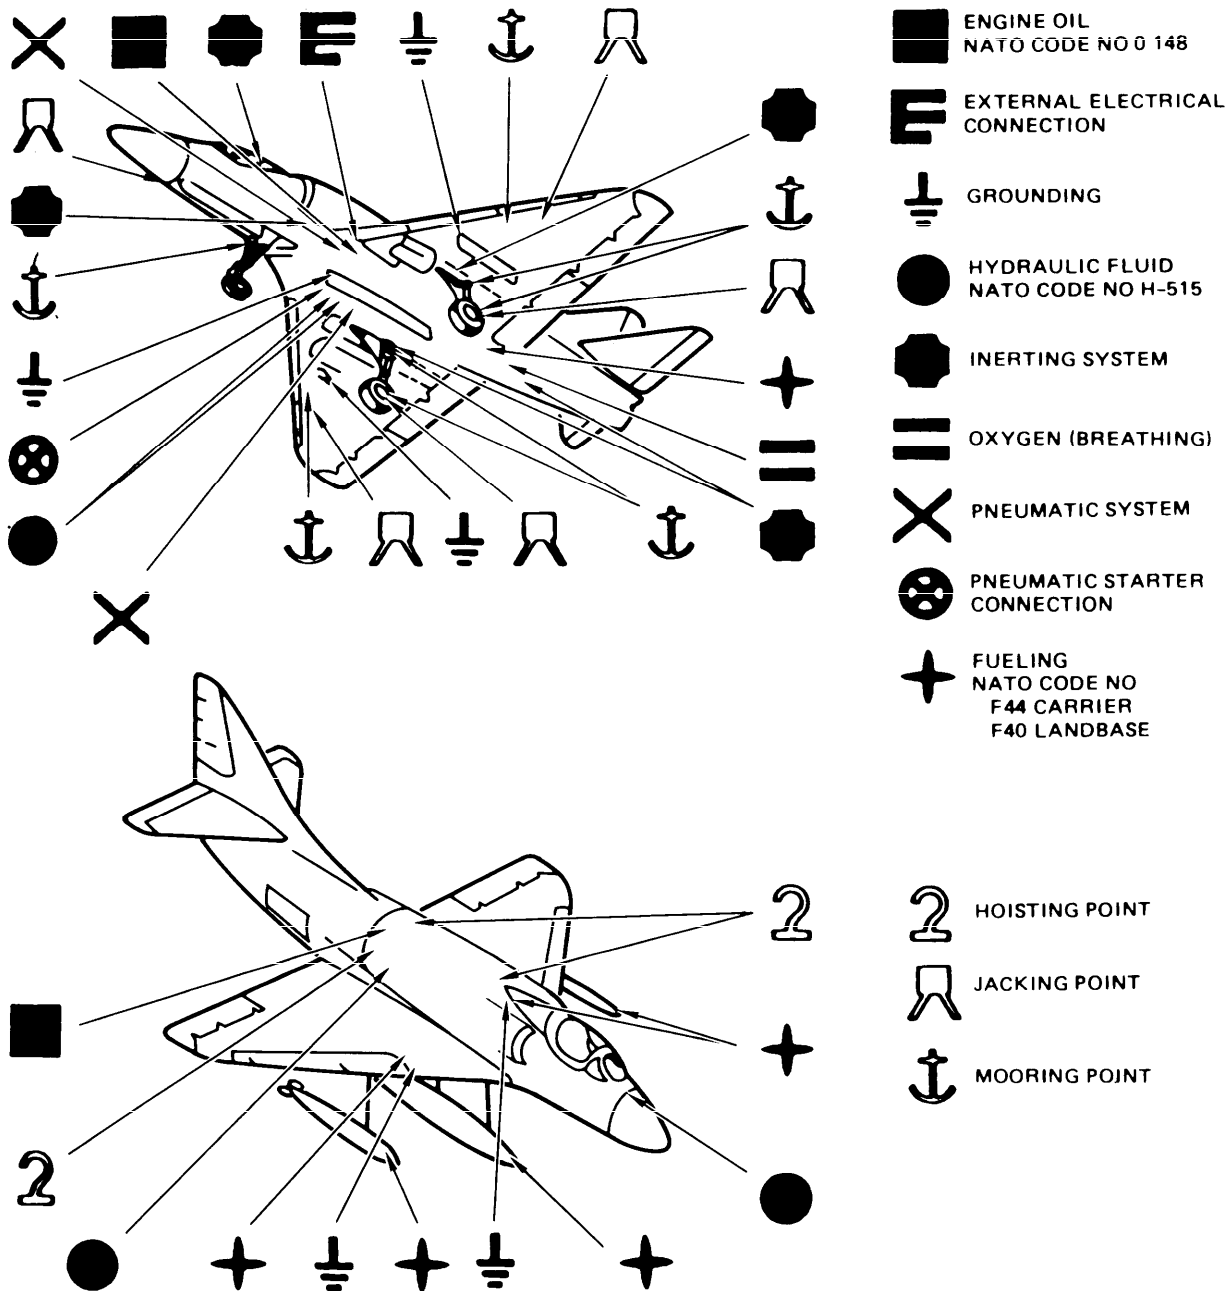 ENGINE OIL
NATO CODE NO 0 148
EXTERNAL ELECTRICAL
CONNECTION
GROUNDING
HYDRAULIC FLUID
NATO CODE NO H-515
INERTING SYSTEM
OXYGEN (BREATHING)
PNEUMATIC SYSTEM
PNEUMATIC STARTER
CONNECTION
FUELING
NATO CODE NO
F44 CARRIER
F40 LANDBASE
HOISTING POINT
JACKING POINT
MOORING POINT